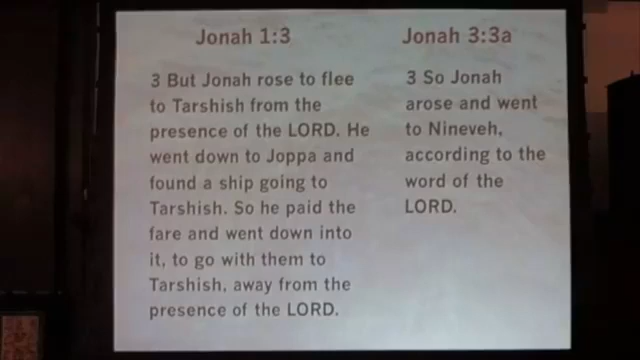 Jonah 1:3
3 But Jonah rose to flee
to Tarshish from the
presence of the LORD. He
went down to Joppa and
found a ship going to
Tarshish. So he paid the
fare and went down into
it, to go with them to
Tarshish, away from the
presence of the LORD.
Jonah 3:3a
3 So Jonah
arose and went
to Nineveh,
according to the
word of the
LORD.